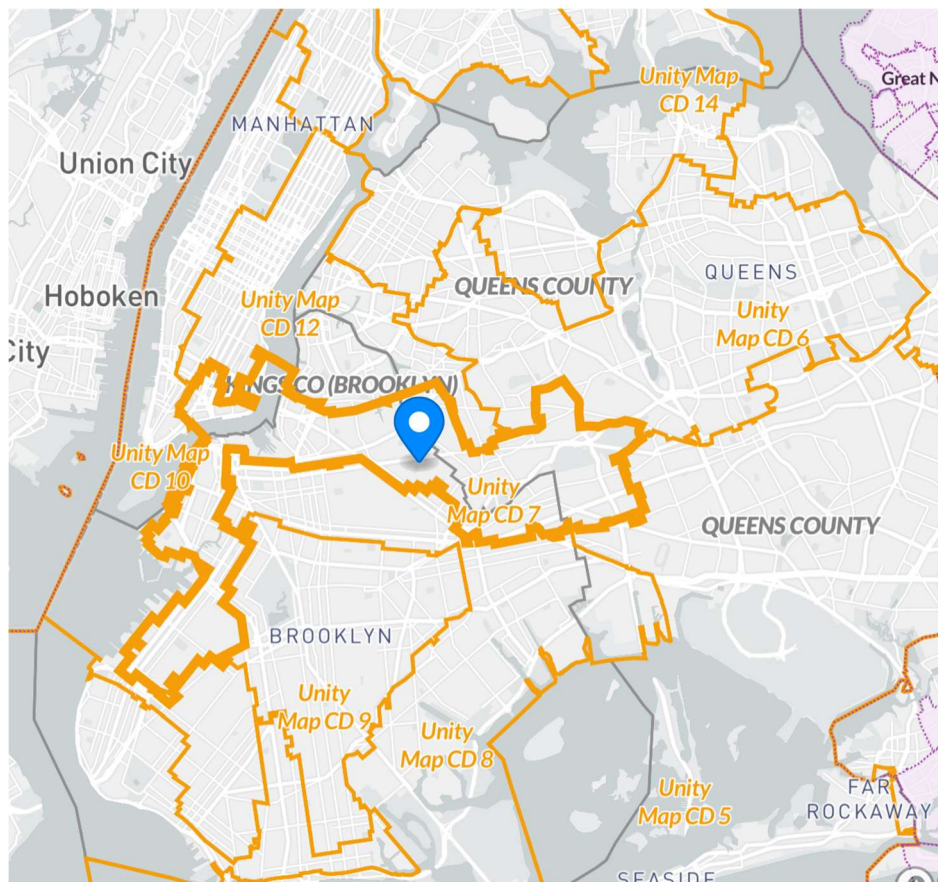 Unity Map
CD 14
Great N
MANHATTAN
Union City
QUEENS
QUEENS COUNTY
Hoboken
Unity Map
CD 12
Unity
Map CD 6
City
KINGS CO (BROOKLYN)
Unity Map
CD 10
Unity
Map CD 7
QUEENS COUNTY
BROOKLYN
Unity
Map CD 9
Unity
Map CD 8
Unity
Map CD 5
FAR
ROCKAWAY
SEASIDE